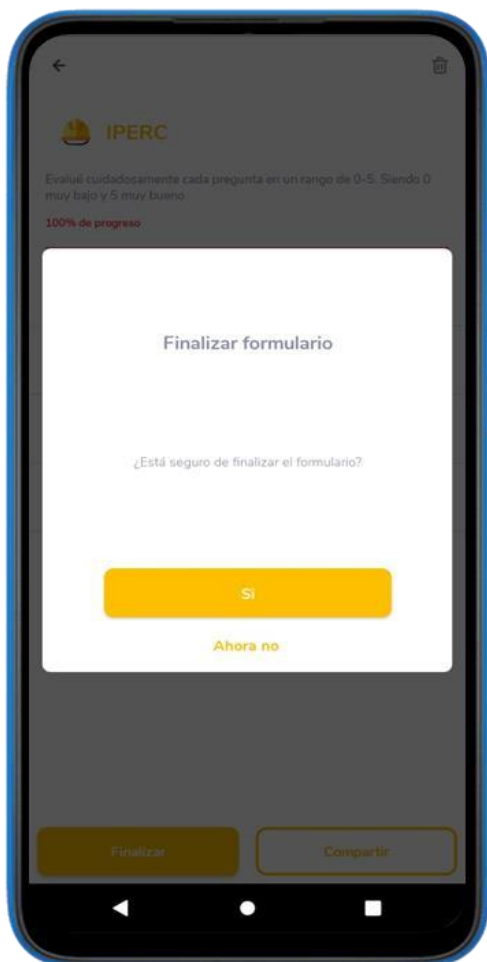 IPERC
Evalué cuidadosamente cada pregunta en un rango de 0-5. Siendo 0
muy bajo y 5 muy bueno
100% de progreso
Finalizar formulario
¿Está seguro de finalizar el formulario?
Si
Ahora no
Finalizar
Compartir